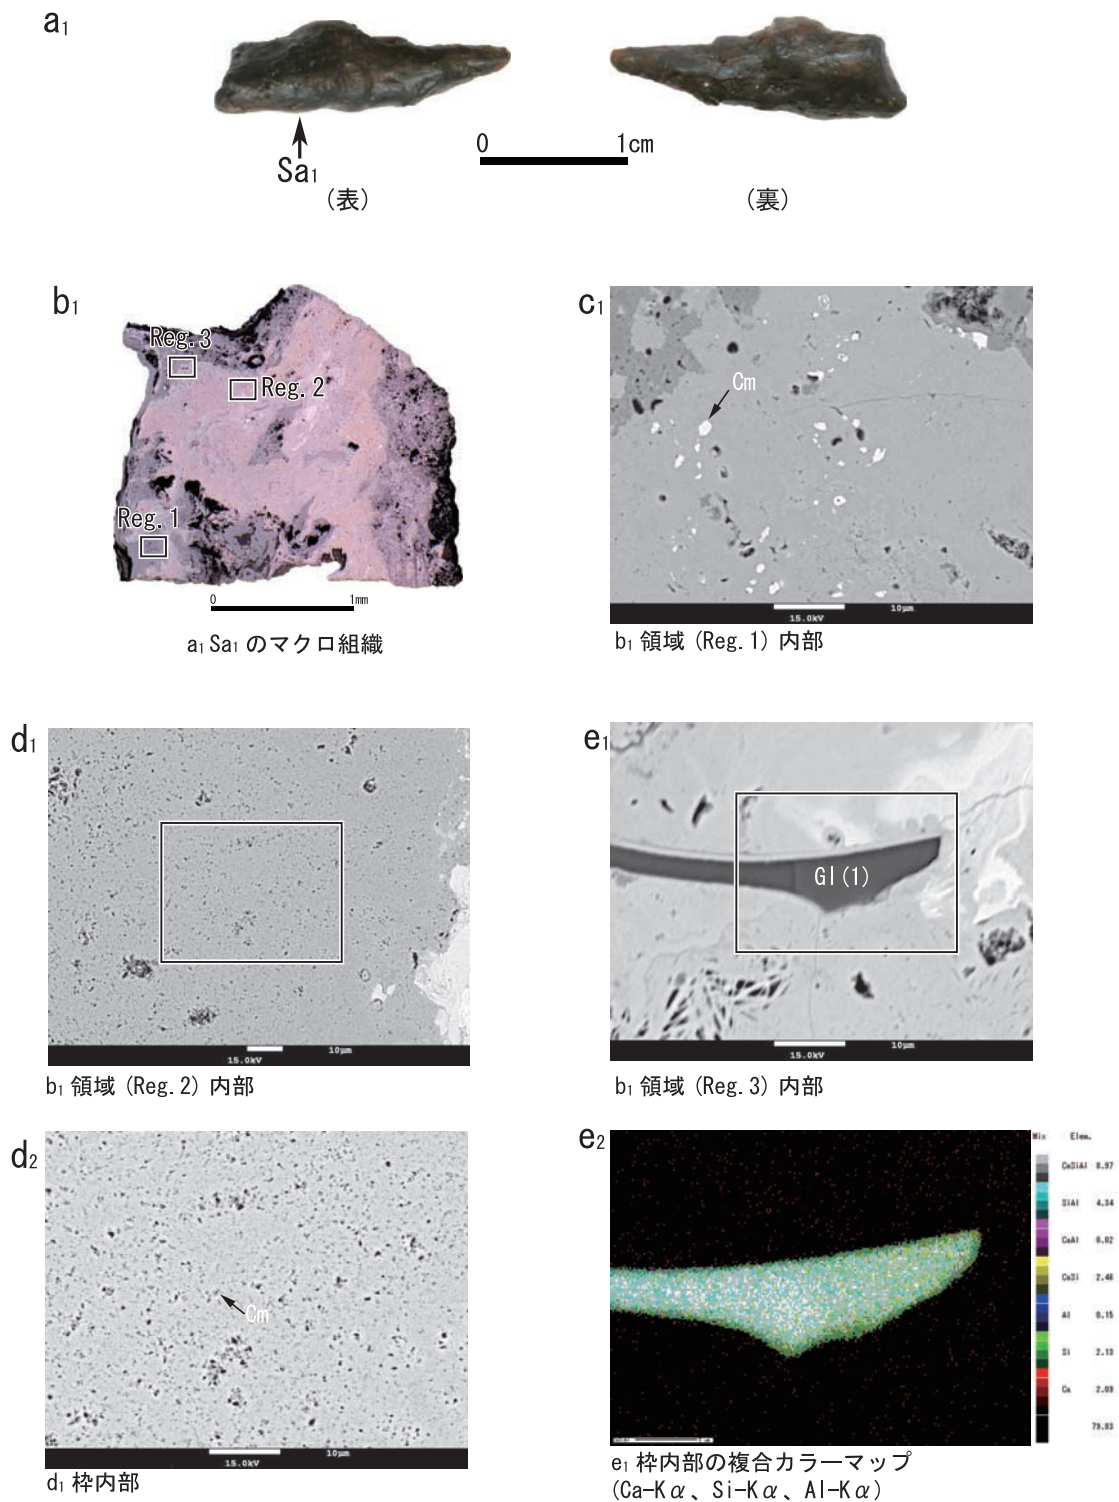 a₁
0 1cm
Sa₁
(表)
(裏)
b₁
Reg. 3
Reg. 2
Reg. 1
0 1mm
a₁ Sa₁ のマクロ組織
c₁
Cm
10μm
15.0kV
b₁ 領域 (Reg. 1) 内部
d₁
10μm
15.0kV
b₁ 領域 (Reg. 2) 内部
e₁
Gl(1)
10μm
15.0kV
b₁ 領域 (Reg. 3) 内部
d₂
Cm
10μm
15.0kV
d₁ 枠内部
e₂
Mix Elem.
CaSiAl 8.97
SiAl 4.34
CaAl
CaSi
Al
Si
Ca
e₁ 枠内部の複合カラーマップ
(Ca-Kα、Si-Kα、Al-Kα)